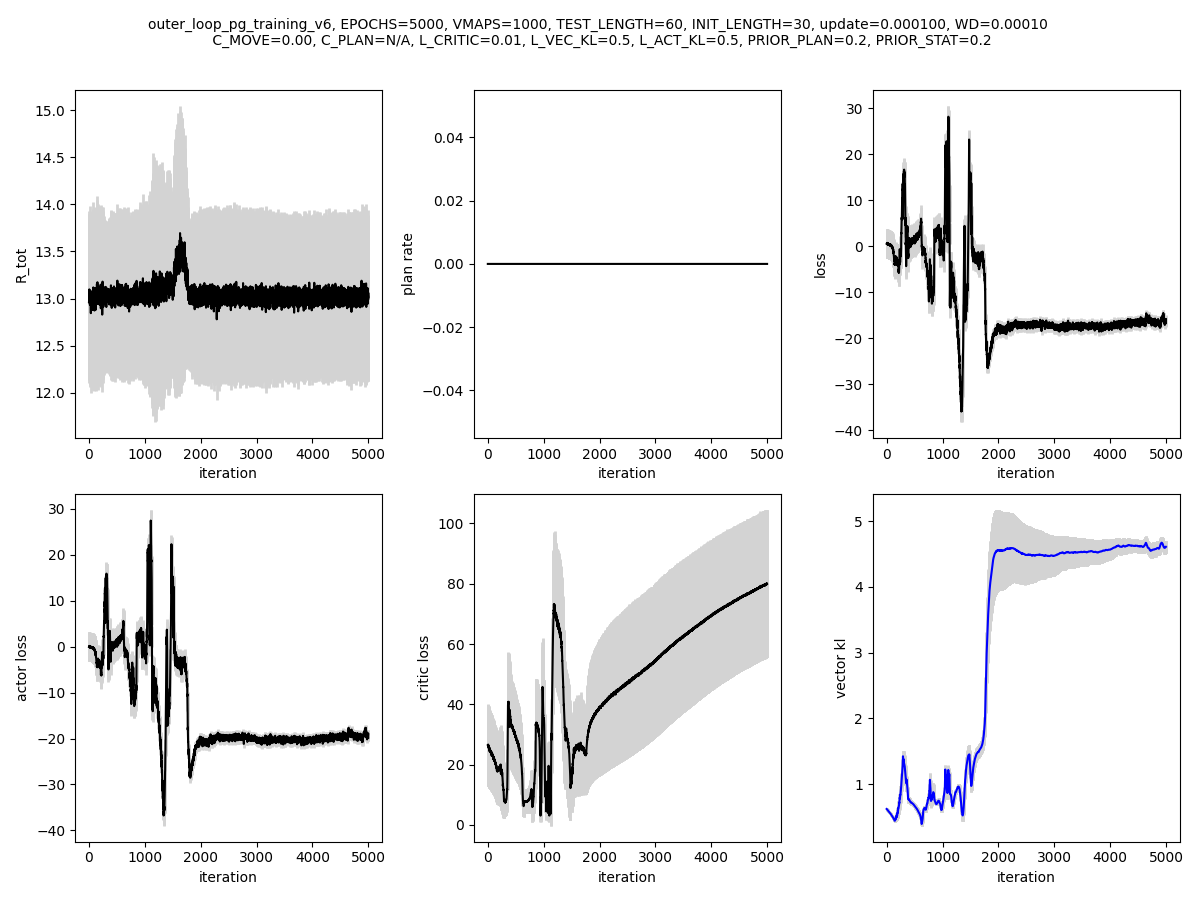 outer_loop_pg_training_v6, EPOCHS=5000, VMAPS=1000, TEST_LENGTH=60, INIT_LENGTH=30, update=0.000100, WD=0.00010
C_MOVE=0.00, C_PLAN=N/A, L_CRITIC=0.01, L_VEC_KL=0.5, L_ACT_KL=0.5, PRIOR_PLAN=0.2, PRIOR_STAT=0.2
15.0
14.5
14.0
13.5
13.0
12.5
12.0
R_tot
0 1000 2000 3000 4000 5000
iteration
0.04
0.02
0.00
−0.02
−0.04
plan rate
0 1000 2000 3000 4000 5000
iteration
30
20
10
0
−10
−20
−30
−40
loss
0 1000 2000 3000 4000 5000
iteration
30
20
10
0
−10
−20
−30
−40
actor loss
0 1000 2000 3000 4000 5000
iteration
100
80
60
40
20
0
critic loss
0 1000 2000 3000 4000 5000
iteration
5
4
3
2
1
vector kl
0 1000 2000 3000 4000 5000
iteration